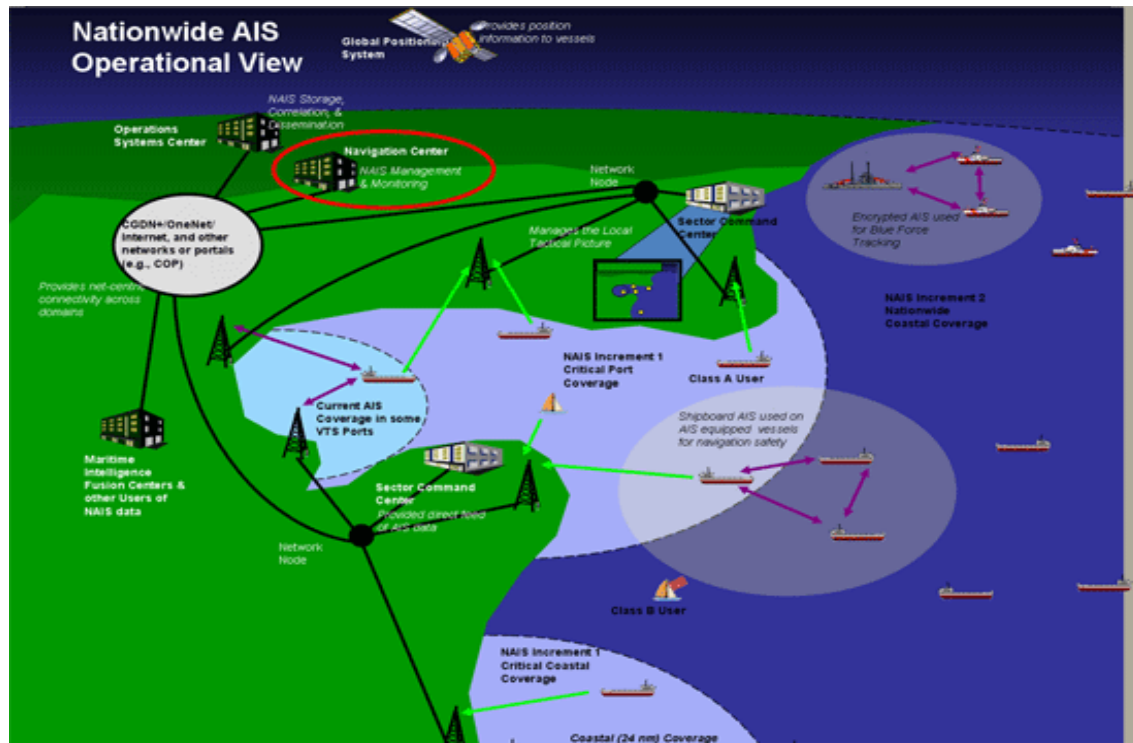 Nationwide AIS
Operational View
Global Positioning
System
Provides position
information to vessels
NAIS Storage,
Correlation, &
Dissemination
Operations
Systems Center
Navigation Center
NAIS Management
& Monitoring
Network
Node
Sector Command
Center
Manages the Local
Tactical Picture
Encrypted AIS used
for Blue Force
Tracking
CGDN+/OneNet/
Internet, and other
networks or portals
(e.g., COP)
Provides net-centric
connectivity across
domains
NAIS Increment 2
Nationwide
Coastal Coverage
NAIS Increment 1
Critical Port
Coverage
Class A User
Current AIS
Coverage in some
VTS Ports
Shipboard AIS used on
AIS equipped vessels
for navigation safety
Maritime
Intelligence
Fusion Centers &
other Users of
NAIS data
Sector Command
Center
Provided direct feed
of AIS data
Network
Node
Class B User
NAIS Increment 1
Critical Coastal
Coverage
Coastal (24 nm) Coverage